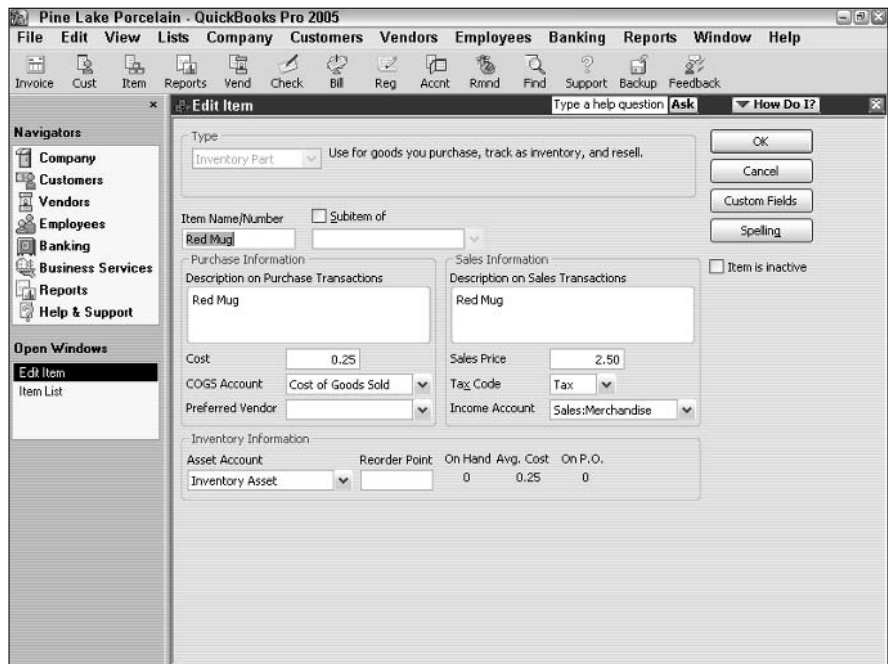 Pine Lake Porcelain - QuickBooks Pro 2005
File Edit View Lists Company Customers Vendors Employees Banking Reports Window Help
Invoice Cust Item Reports Vend Check Bill Reg Accnt Rmnd Find Support Backup Feedback
Edit Item
Type a help question Ask
How Do I?
Navigators
Company
Customers
Vendors
Employees
Banking
Business Services
Reports
Help & Support
Open Windows
Edit Item
Item List
Type
Inventory Part
Use for goods you purchase, track as inventory, and resell.
OK
Cancel
Custom Fields
Spelling
Item is inactive
Item Name/Number
Subitem of
Red Mug
Purchase Information
Description on Purchase Transactions
Red Mug
Cost 0.25
COGS Account Cost of Goods Sold
Preferred Vendor
Sales Information
Description on Sales Transactions
Red Mug
Sales Price 2.50
Tax Code Tax
Income Account Sales:Merchandise
Inventory Information
Asset Account Reorder Point On Hand Avg. Cost On P.O.
Inventory Asset 0 0.25 0